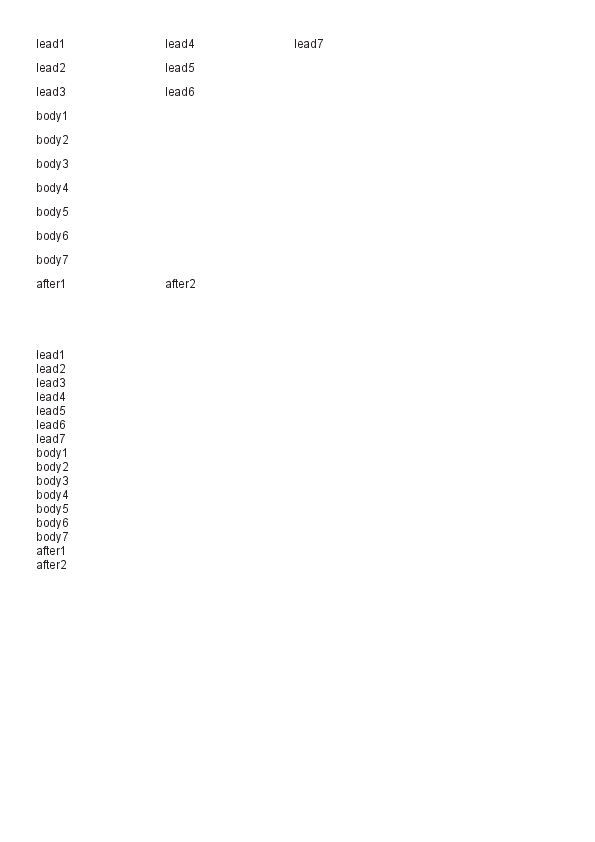 lead1 lead4 lead7
lead2 lead5
lead3 lead6
body1
body2
body3
body4
body5
body6
body7
after1 after2
lead1
lead2
lead3
lead4
lead5
lead6
lead7
body1
body2
body3
body4
body5
body6
body7
after1
after2